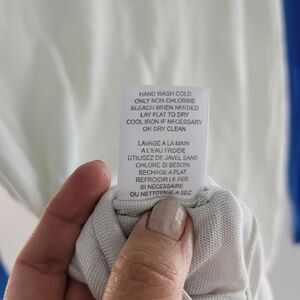 HAND WASH COLD
ONLY NON CHLORINE
BLEACH WHEN NEEDED
LAY FLAT TO DRY
COOL IRON IF NECESSARY
OR DRY CLEAN
LAVAGE A LA MAIN
A L'EAU FROIDE
UTILISEZ DE JAVEL SANS
CHLORE SI BESOIN
SECHAGE A PLAT
REFROIDIR LE FER
SI NECESSAIRE
OU NETTOYAGE A SEC